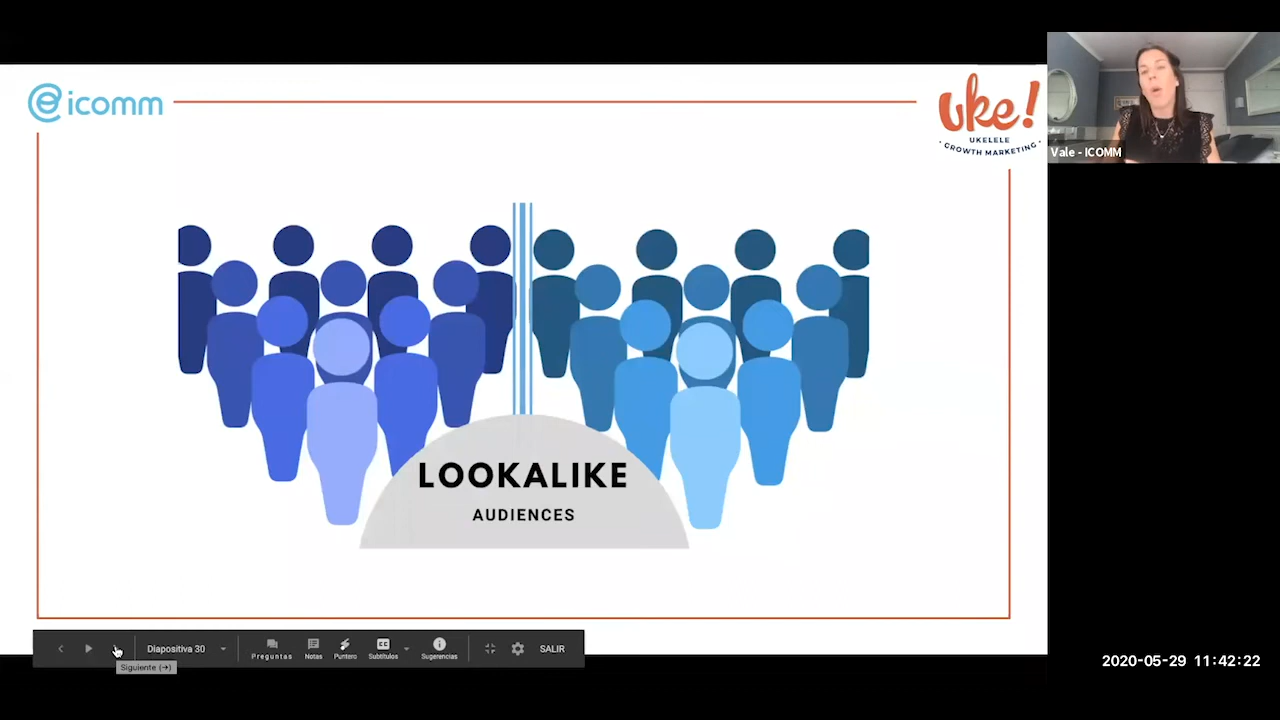 icomm
uke!
UKELELE
• GROWTH MARKETING •
Vale - ICOMM
LOOKALIKE
AUDIENCES
Diapositiva 30
Preguntas
Notas
Puntero
CC
Subtítulos
Sugerencias
SALIR
Siguiente (→)
2020-05-29 11:42:22